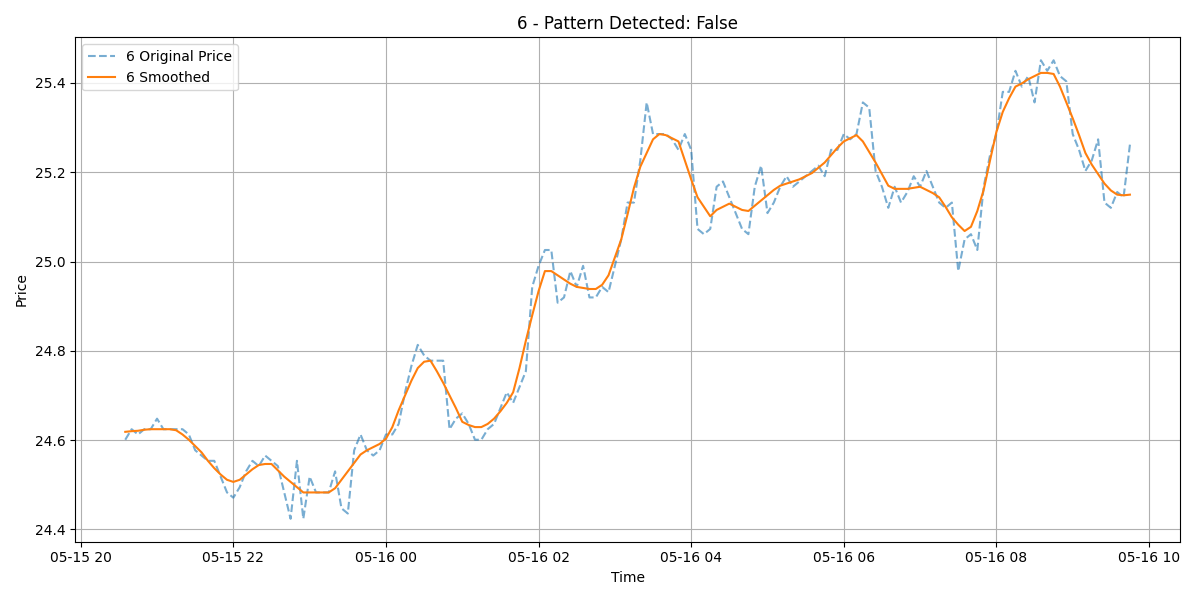 6 - Pattern Detected: False
6 Original Price
6 Smoothed
Price
25.4
25.2
25.0
24.8
24.6
24.4
05-15 20
05-15 22
05-16 00
05-16 02
05-16 04
05-16 06
05-16 08
05-16 10
Time